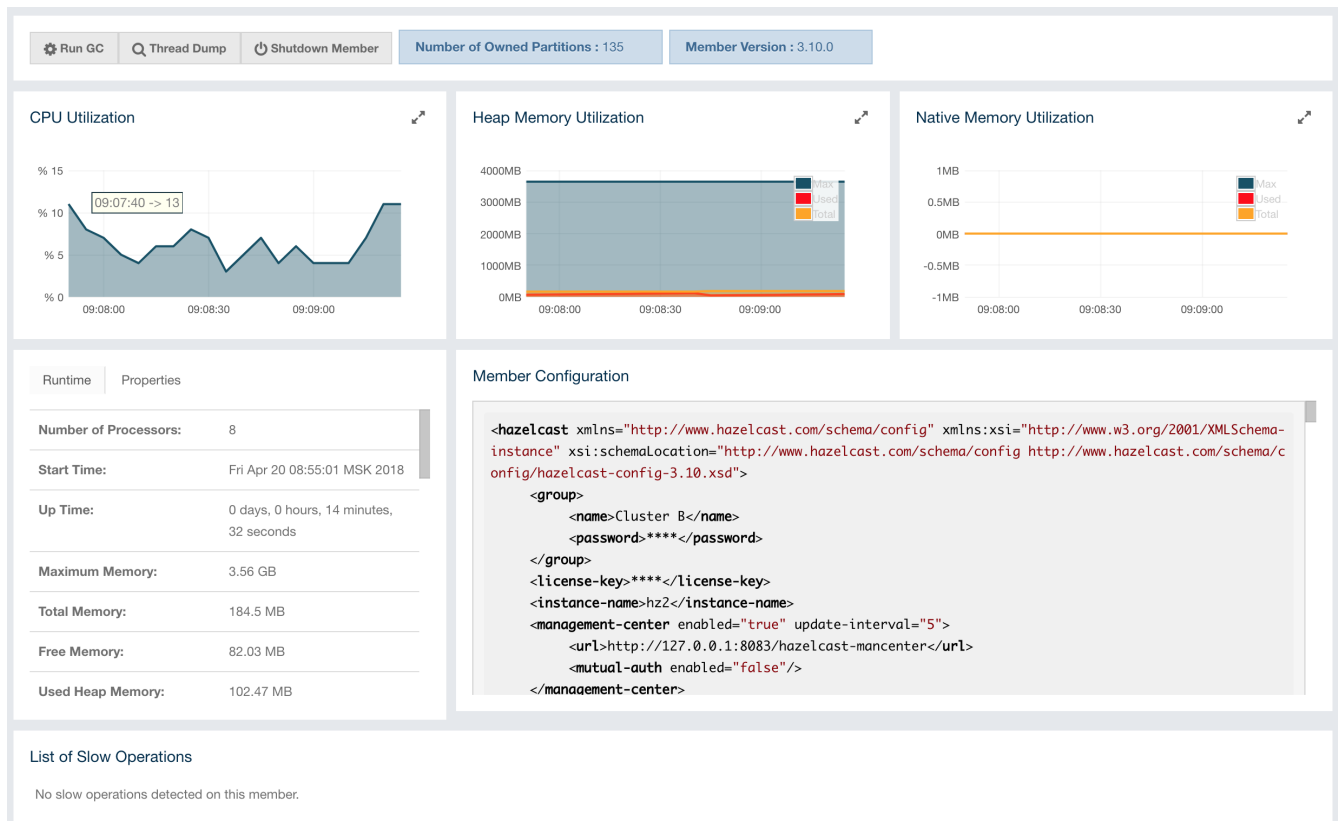 Run GC
Thread Dump
Shutdown Member
Number of Owned Partitions : 135
Member Version : 3.10.0
CPU Utilization
% 15
% 10
% 5
% 0
09:07:40 -> 13
09:08:00
09:08:30
09:09:00
Heap Memory Utilization
4000MB
3000MB
2000MB
1000MB
0MB
Max
Used
Total
09:08:00
09:08:30
09:09:00
Native Memory Utilization
1MB
0.5MB
0MB
-0.5MB
-1MB
Max
Used
Total
09:08:00
09:08:30
09:09:00
Runtime
Properties
Number of Processors: 8
Start Time: Fri Apr 20 08:55:01 MSK 2018
Up Time: 0 days, 0 hours, 14 minutes,
32 seconds
Maximum Memory: 3.56 GB
Total Memory: 184.5 MB
Free Memory: 82.03 MB
Used Heap Memory: 102.47 MB
Member Configuration
<hazelcast xmlns="http://www.hazelcast.com/schema/config" xmlns:xsi="http://www.w3.org/2001/XMLSchema-
instance" xsi:schemaLocation="http://www.hazelcast.com/schema/config http://www.hazelcast.com/schema/c
onfig/hazelcast-config-3.10.xsd">
<group>
<name>Cluster B</name>
<password>****</password>
</group>
<license-key>****</license-key>
<instance-name>hz2</instance-name>
<management-center enabled="true" update-interval="5">
<url>http://127.0.0.1:8083/hazelcast-mancenter</url>
<mutual-auth enabled="false"/>
</management-center>
List of Slow Operations
No slow operations detected on this member.